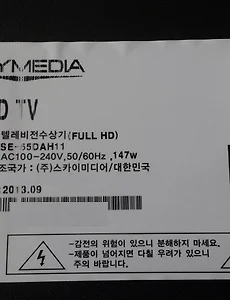 YMEDIA
D TV
텔레비전수상기(FULL HD)
SE-55DAH11
AC100-240V,50/60Hz ,147w
조국가 : (주)스카이미디어/대한민국
: 2013.09
-감전의 위험이 있으니 분해하지 마세요.
-제품이 넘어지면 다칠 우려가 있으니
주의 바랍니다.